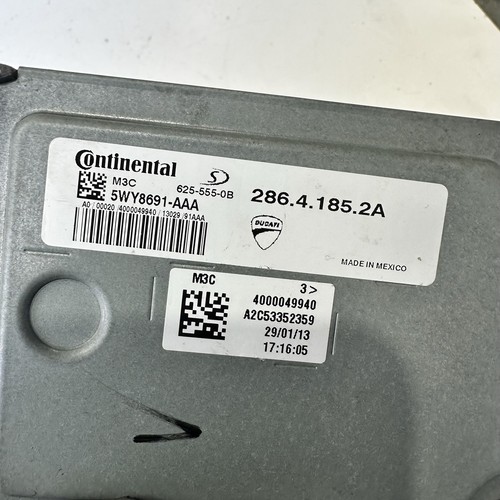 Continental S
M3C 625-555-0B
5WY8691-AAA 286.4.185.2A
A0 / 00020 / 4000049940 / 13029 / 91AAA
DUCATI
MADE IN MEXICO
M3C 3>
4000049940
A2C53352359
29/01/13
17:16:05